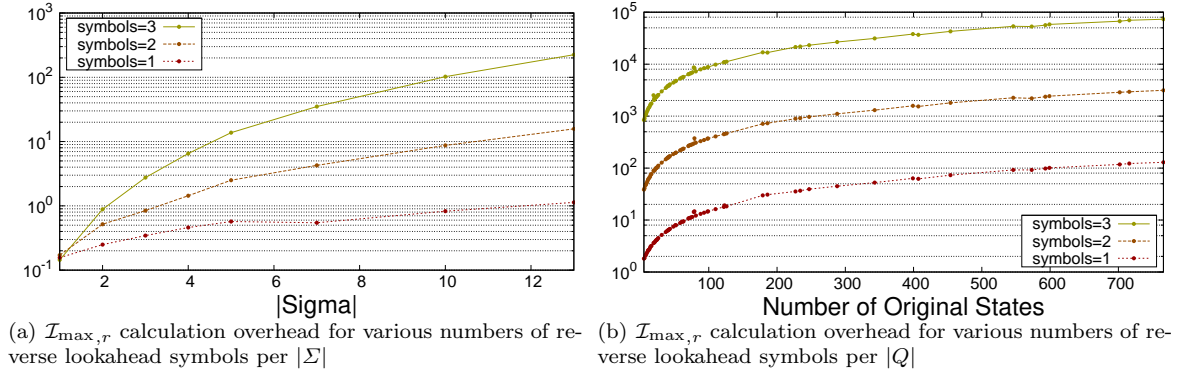 10^3
10^2
10^1
10^0
10^-1
symbols=3
symbols=2
symbols=1
2 4 6 8 10 12
|Sigma|
(a) I_max,r calculation overhead for various numbers of re-
verse lookahead symbols per |Σ|
10^5
10^4
10^3
10^2
10^1
10^0
symbols=3
symbols=2
symbols=1
100 200 300 400 500 600 700
Number of Original States
(b) I_max,r calculation overhead for various numbers of re-
verse lookahead symbols per |Q|